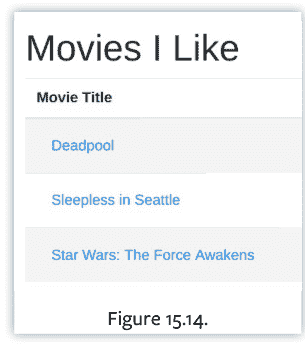 Movies I Like
Movie Title
Deadpool
Sleepless in Seattle
Star Wars: The Force Awakens
Figure 15.14.